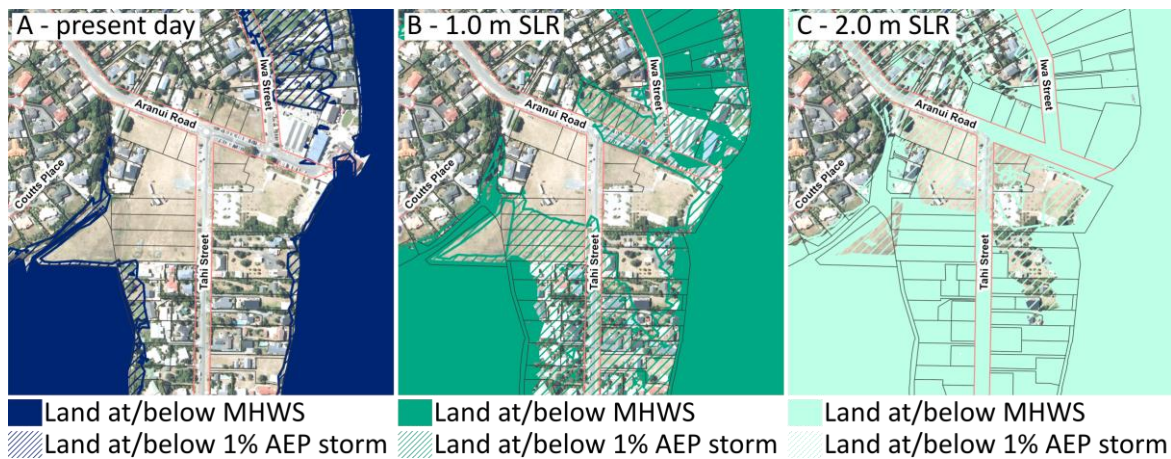 A - present day
B - 1.0 m SLR
C - 2.0 m SLR
Iwa Street
Aranui Road
Coutts Place
Tahi Street
Iwa Street
Aranui Road
Coutts Place
Tahi Street
Iwa Street
Aranui Road
Coutts Place
Tahi Street
Land at/below MHWS
Land at/below MHWS
Land at/below MHWS
Land at/below 1% AEP storm
Land at/below 1% AEP storm
Land at/below 1% AEP storm